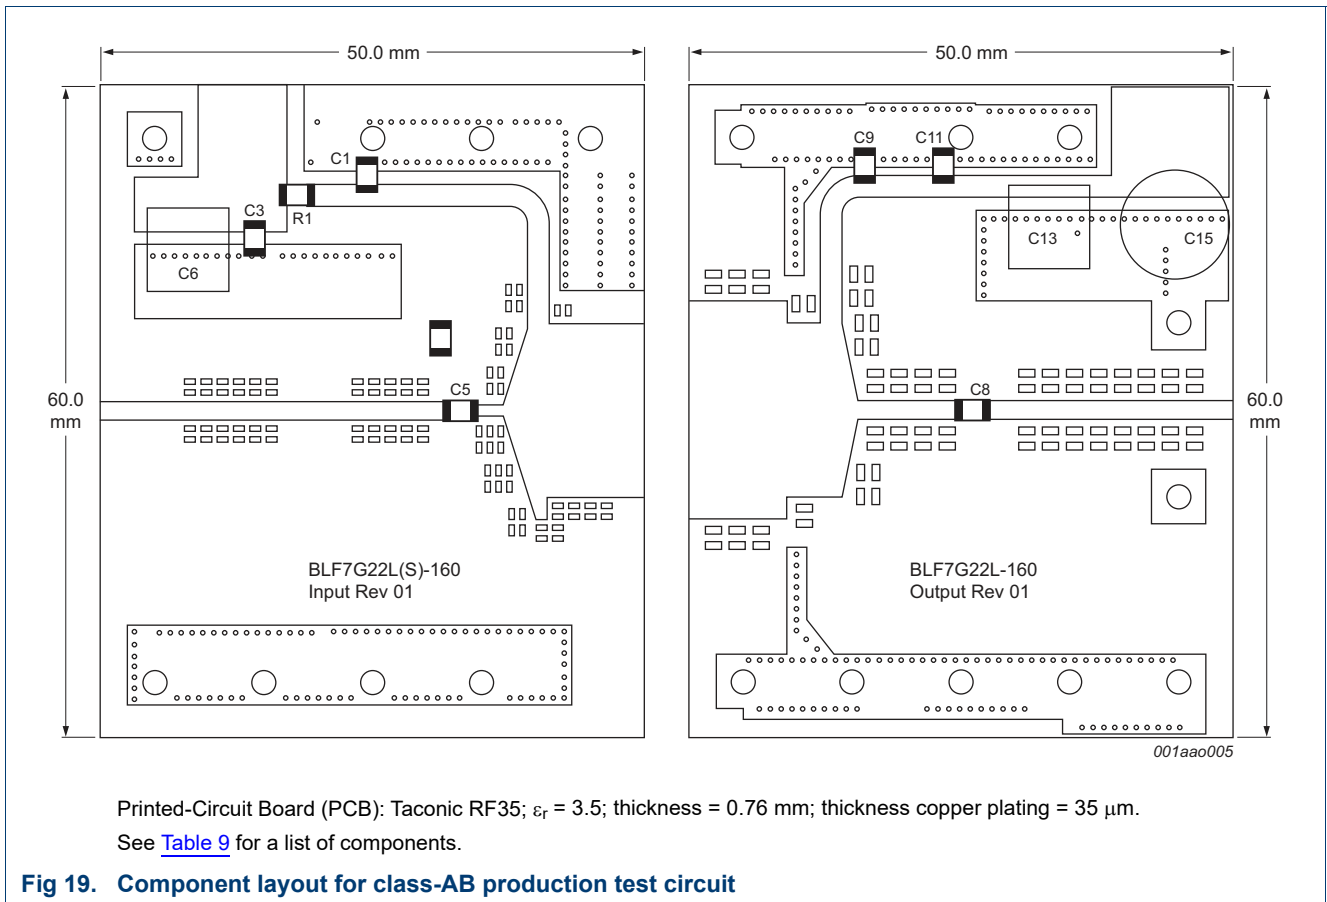 50.0 mm
50.0 mm
C1
C9
C11
R1
C3
C6
C13
C15
C5
C8
60.0
mm
60.0
mm
BLF7G22L(S)-160
Input Rev 01
BLF7G22L-160
Output Rev 01
001aao005
Printed-Circuit Board (PCB): Taconic RF35; εr = 3.5; thickness = 0.76 mm; thickness copper plating = 35 μm.
See Table 9 for a list of components.
Fig 19. Component layout for class-AB production test circuit